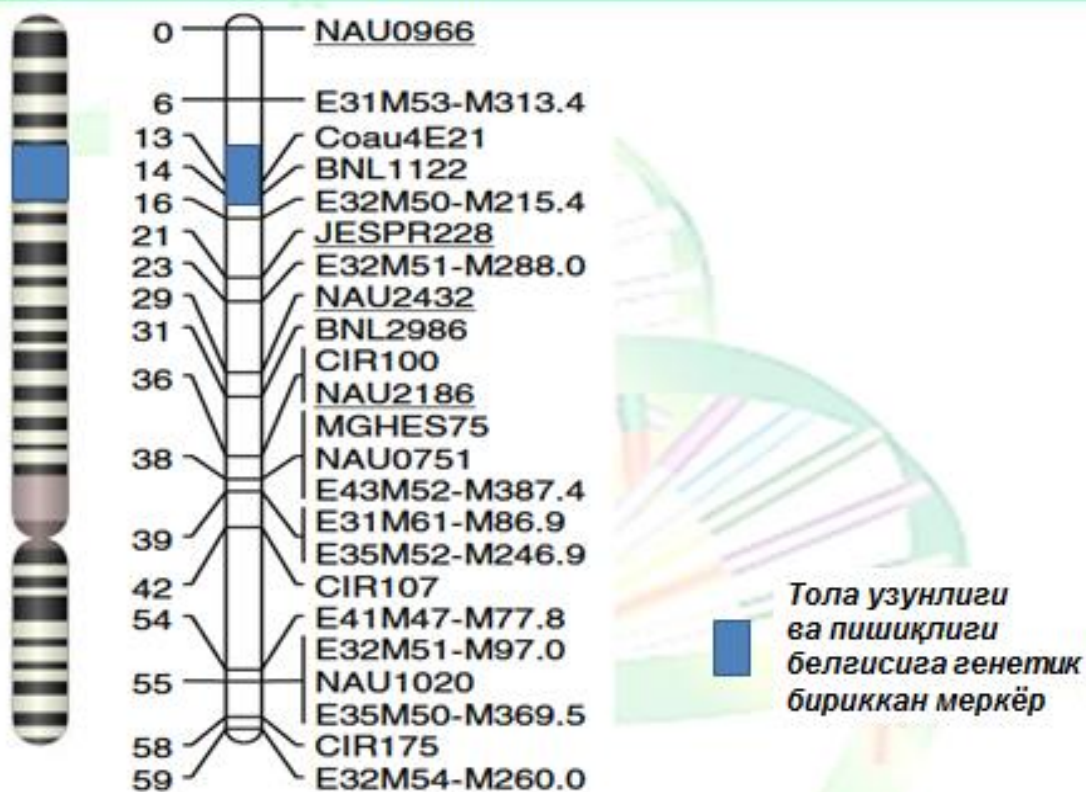 0 NAU0966
6 E31M53-M313.4
13 Coau4E21
14 BNL1122
16 E32M50-M215.4
21 JESPR228
23 E32M51-M288.0
29 NAU2432
31 BNL2986
CIR100
36 NAU2186
MGHES75
38 NAU0751
E43M52-M387.4
E31M61-M86.9
39 E35M52-M246.9
42 CIR107
54 E41M47-M77.8
E32M51-M97.0
55 NAU1020
E35M50-M369.5
58 CIR175
59 E32M54-M260.0
Тола узунлиги
ва пишиқлиги
белгисига генетик
бириккан меркёр